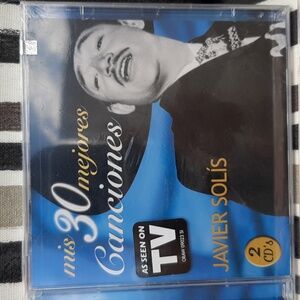 mis
30 mejores
Canciones
AS SEEN ON
TV
JAVIER SOLÍS
2
CD's